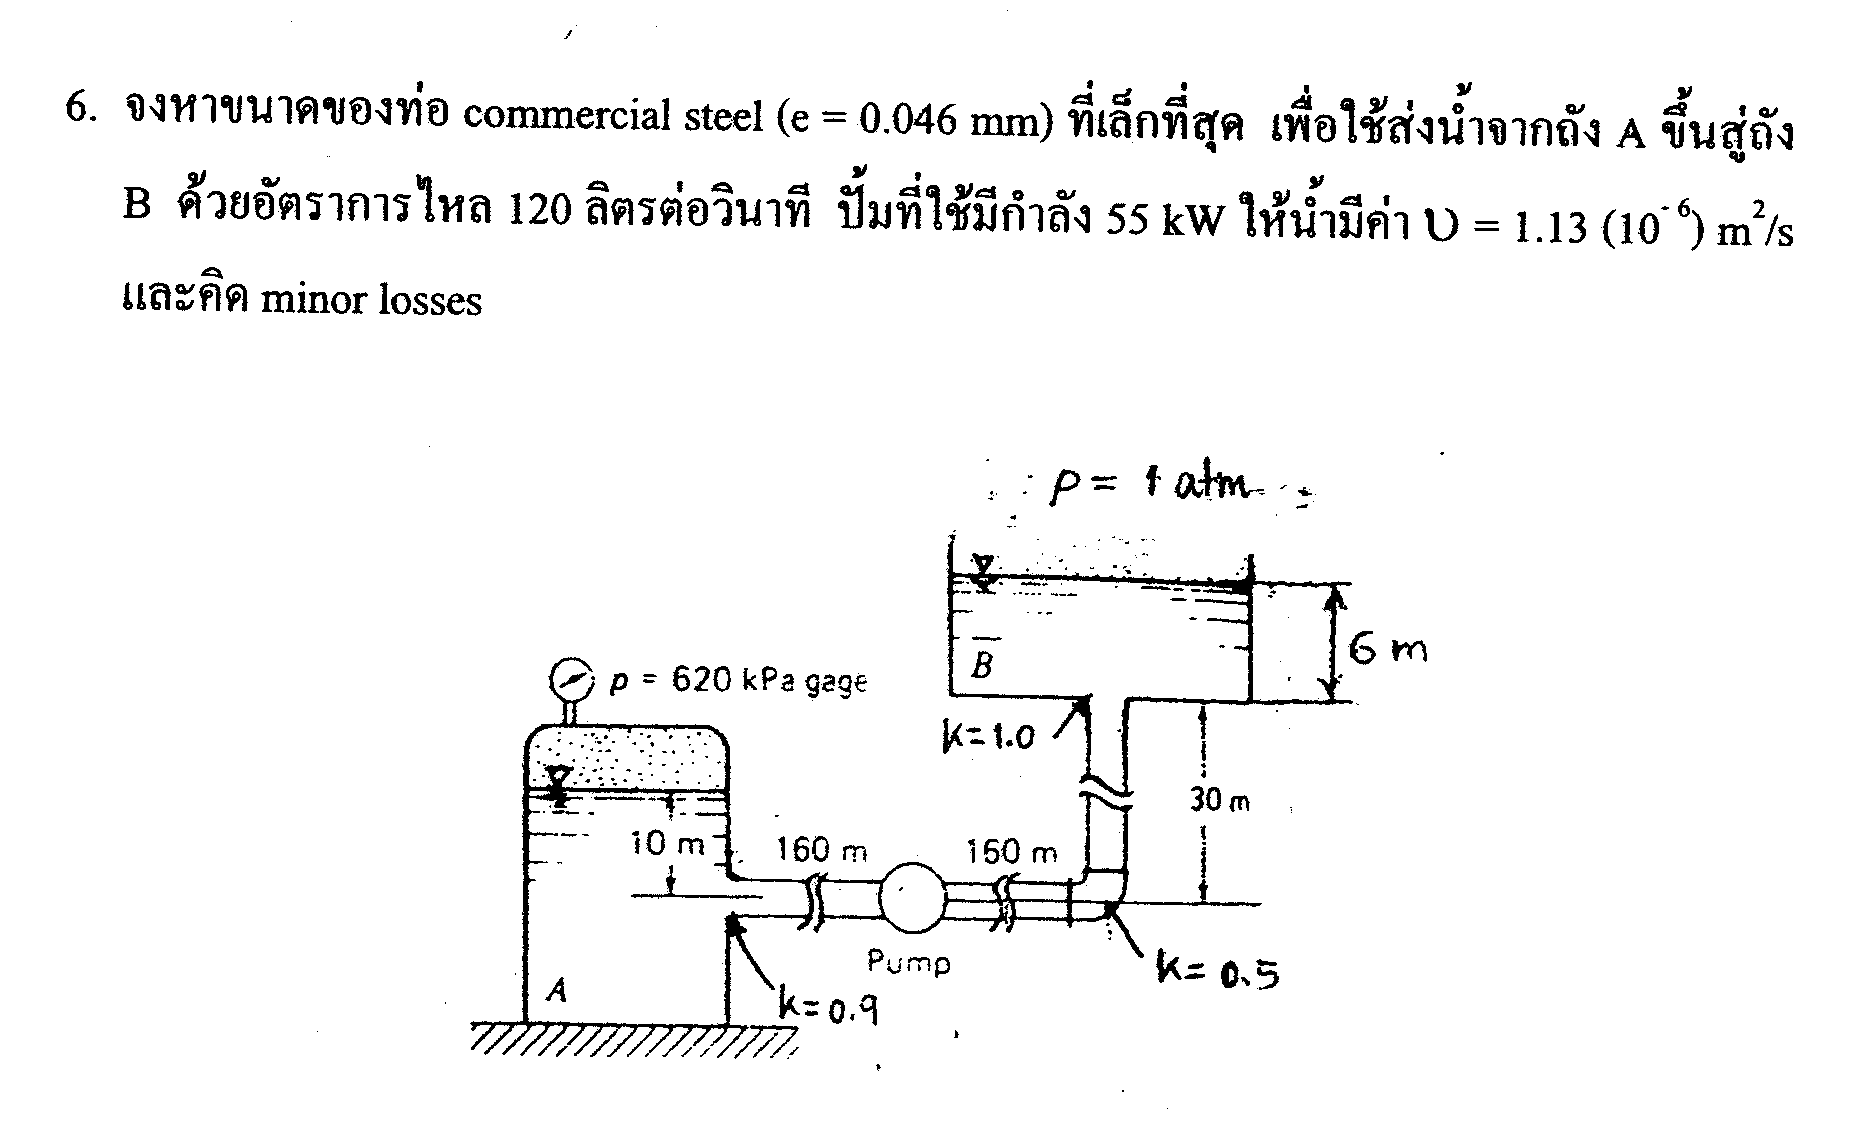 6. จงหาขนาดของท่อ commercial steel (e = 0.046 mm) ที่เล็กที่สุด เพื่อใช้ส่งน้ำจากถัง A ขึ้นสู่ถัง
B ด้วยอัตราการไหล 120 ลิตรต่อวินาที ปั๊มที่ใช้มีกำลัง 55 kW ให้น้ำมีค่า υ = 1.13 (10⁻⁶) m²/s
และคิด minor losses
p = 1 atm
6 m
B
p = 620 kPa gage
k=1.0
30 m
10 m
160 m
160 m
Pump
k=0.5
A
k=0.9